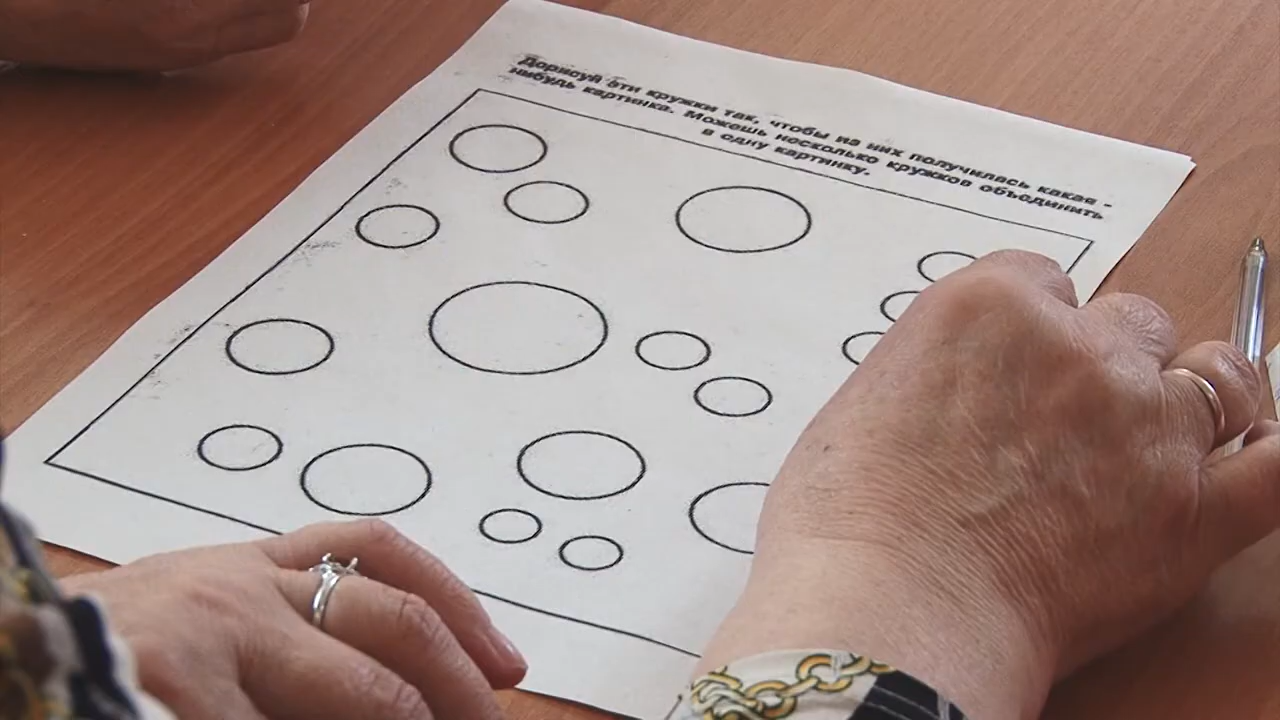 Дорисуй эти кружки так, чтобы из них получилась какая -
нибудь картинка. Можешь несколько кружков объединить
в одну картинку.